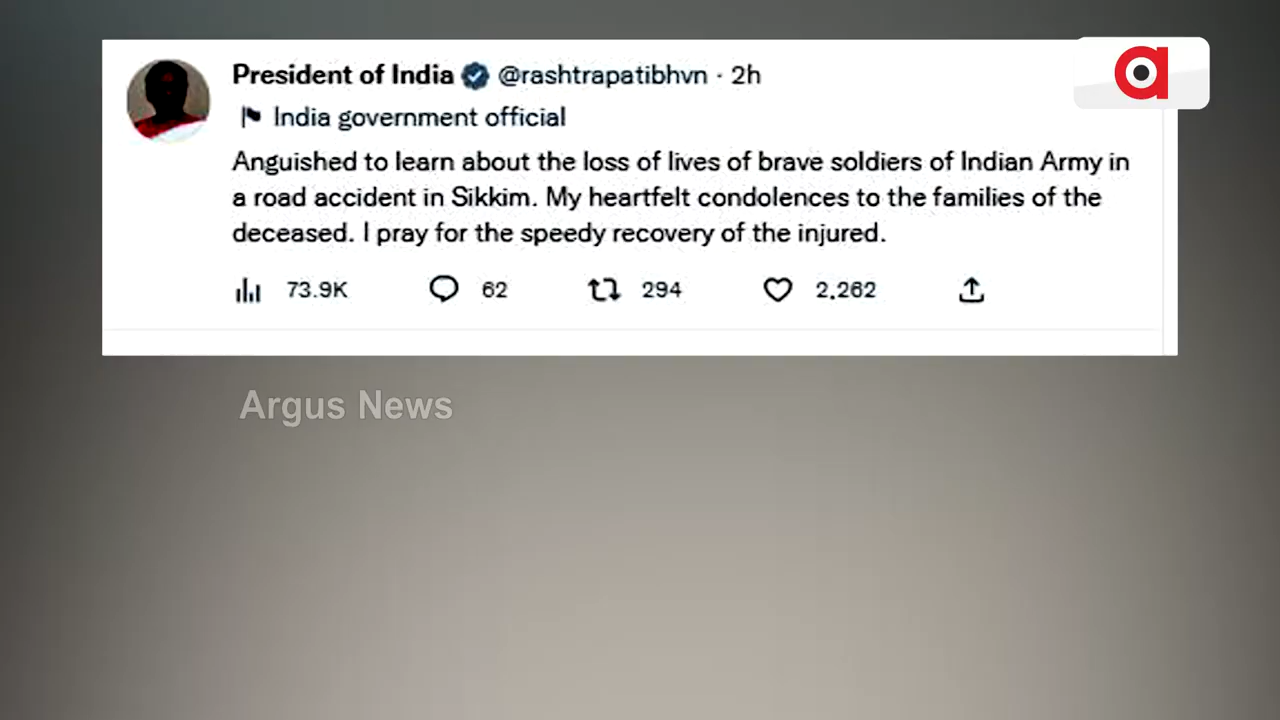 President of India @rashtrapatibhvn · 2h
India government official
Anguished to learn about the loss of lives of brave soldiers of Indian Army in
a road accident in Sikkim. My heartfelt condolences to the families of the
deceased. I pray for the speedy recovery of the injured.
73.9K 62 294 2,262
a
Argus News